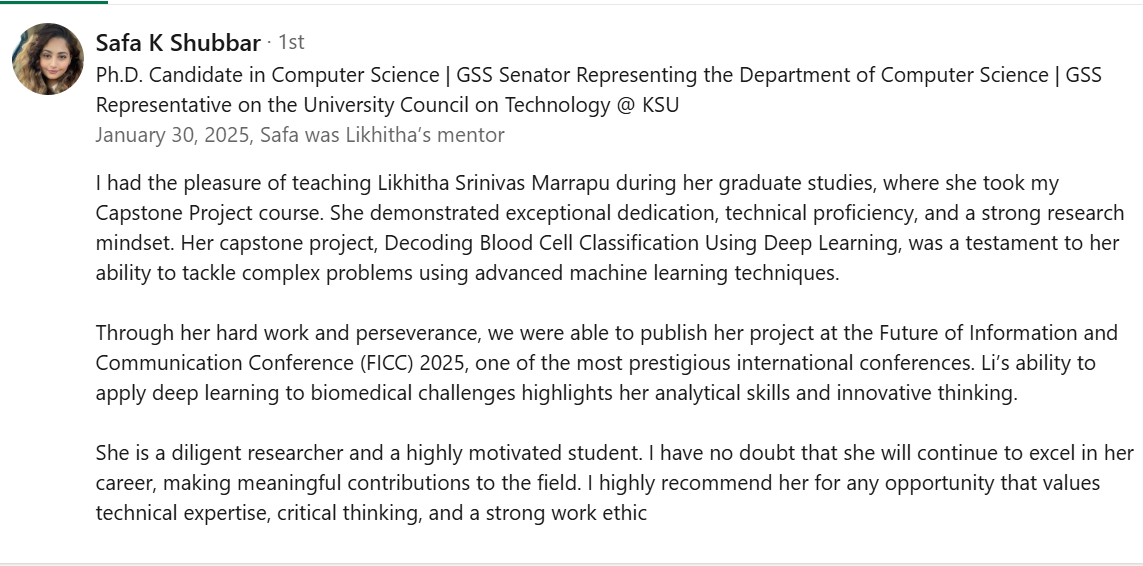 Safa K Shubbar · 1st
Ph.D. Candidate in Computer Science | GSS Senator Representing the Department of Computer Science | GSS
Representative on the University Council on Technology @ KSU
January 30, 2025, Safa was Likhitha’s mentor
I had the pleasure of teaching Likhitha Srinivas Marrapu during her graduate studies, where she took my
Capstone Project course. She demonstrated exceptional dedication, technical proficiency, and a strong research
mindset. Her capstone project, Decoding Blood Cell Classification Using Deep Learning, was a testament to her
ability to tackle complex problems using advanced machine learning techniques.
Through her hard work and perseverance, we were able to publish her project at the Future of Information and
Communication Conference (FICC) 2025, one of the most prestigious international conferences. Li’s ability to
apply deep learning to biomedical challenges highlights her analytical skills and innovative thinking.
She is a diligent researcher and a highly motivated student. I have no doubt that she will continue to excel in her
career, making meaningful contributions to the field. I highly recommend her for any opportunity that values
technical expertise, critical thinking, and a strong work ethic